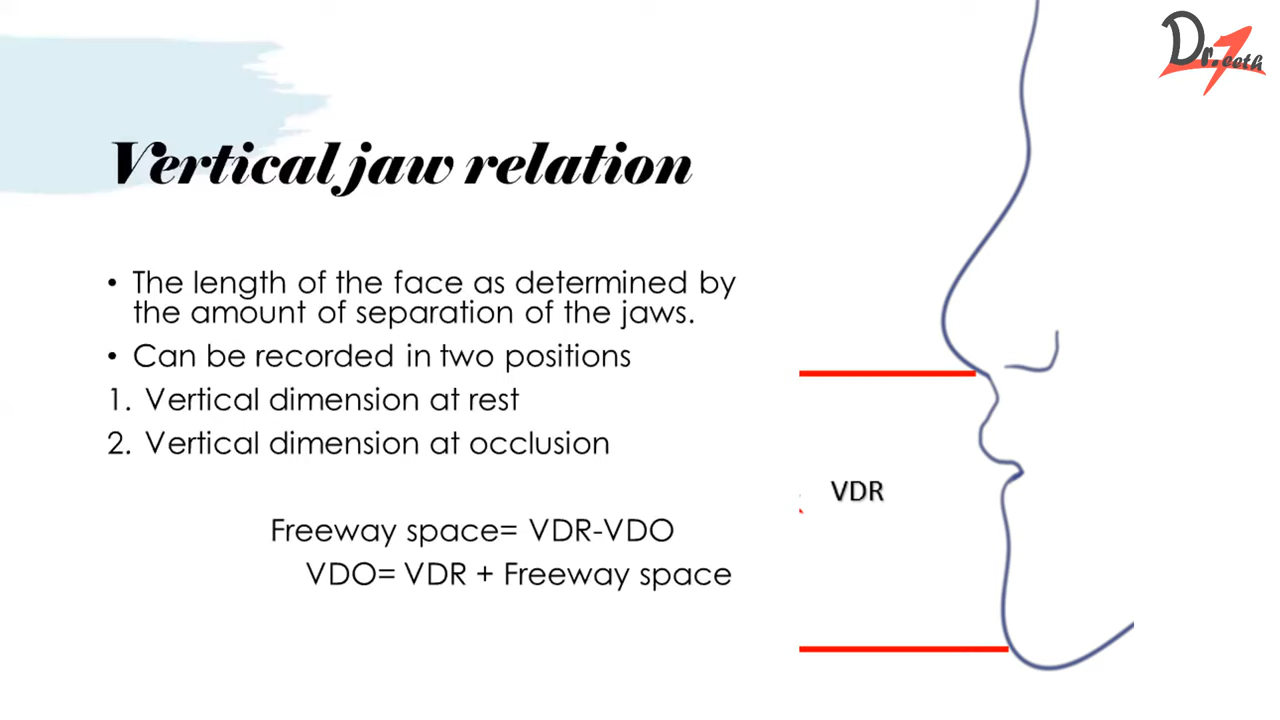 Dr.eeth
Vertical jaw relation
• The length of the face as determined by
the amount of separation of the jaws.
• Can be recorded in two positions
1. Vertical dimension at rest
2. Vertical dimension at occlusion
Freeway space= VDR-VDO
VDO= VDR + Freeway space
VDR